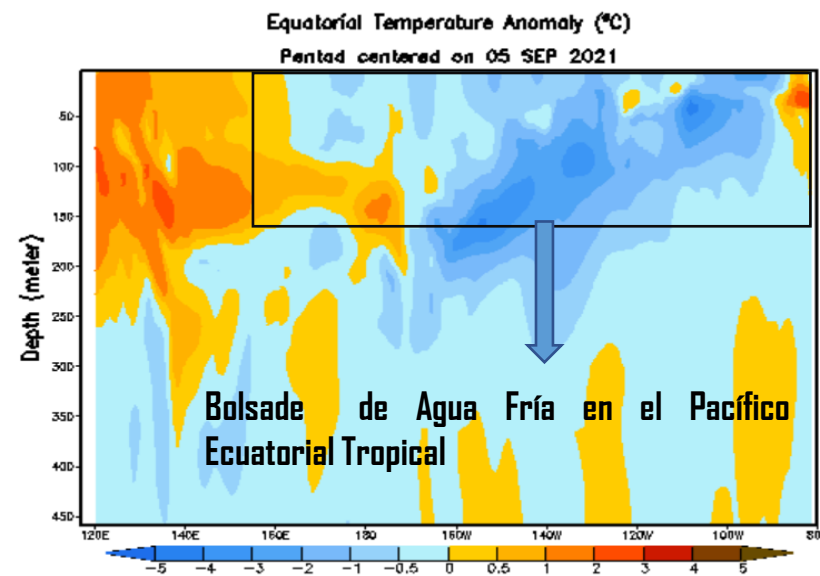 Equatorial Temperature Anomaly (°C)
Pentad centered on 05 SEP 2021
Depth (meter)
50
100
150
200
250
300
350
400
450
Bolsade de Agua Fría en el Pacífico
Ecuatorial Tropical
120E 140E 160E 180 160W 140W 120W 100W 80
-5 -4 -3 -2 -1 -0.5 0 0.5 1 2 3 4 5